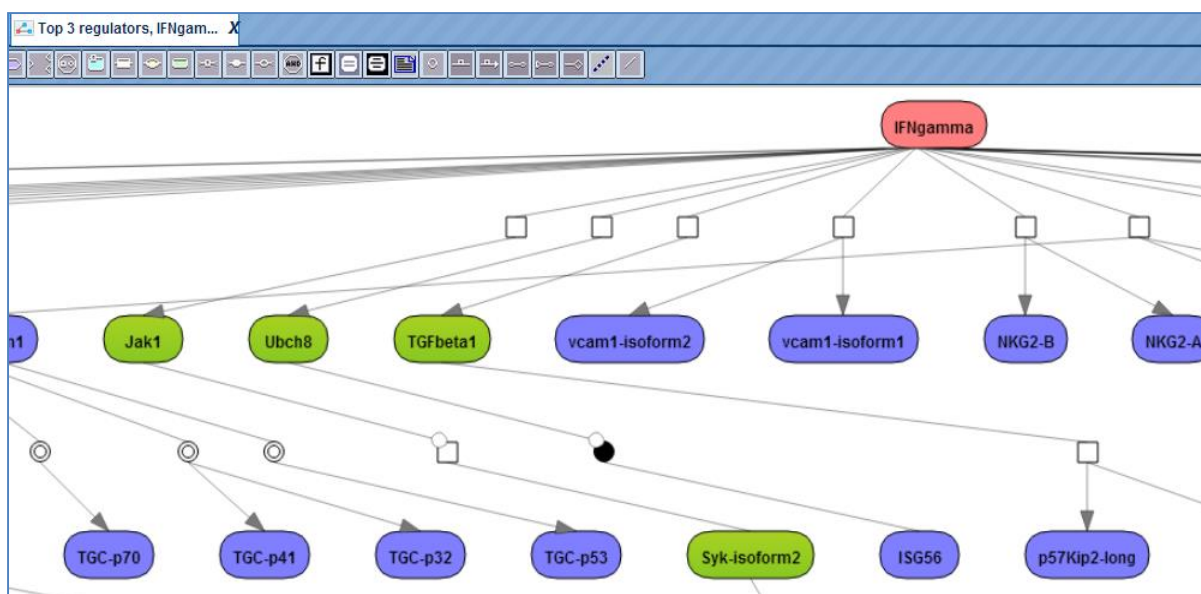 Top 3 regulators, IFNgam... X
AND
f
IFNgamma
Jak1
Ubch8
TGFbeta1
vcam1-isoform2
vcam1-isoform1
NKG2-B
NKG2-A
TGC-p70
TGC-p41
TGC-p32
TGC-p53
Syk-isoform2
ISG56
p57Kip2-long